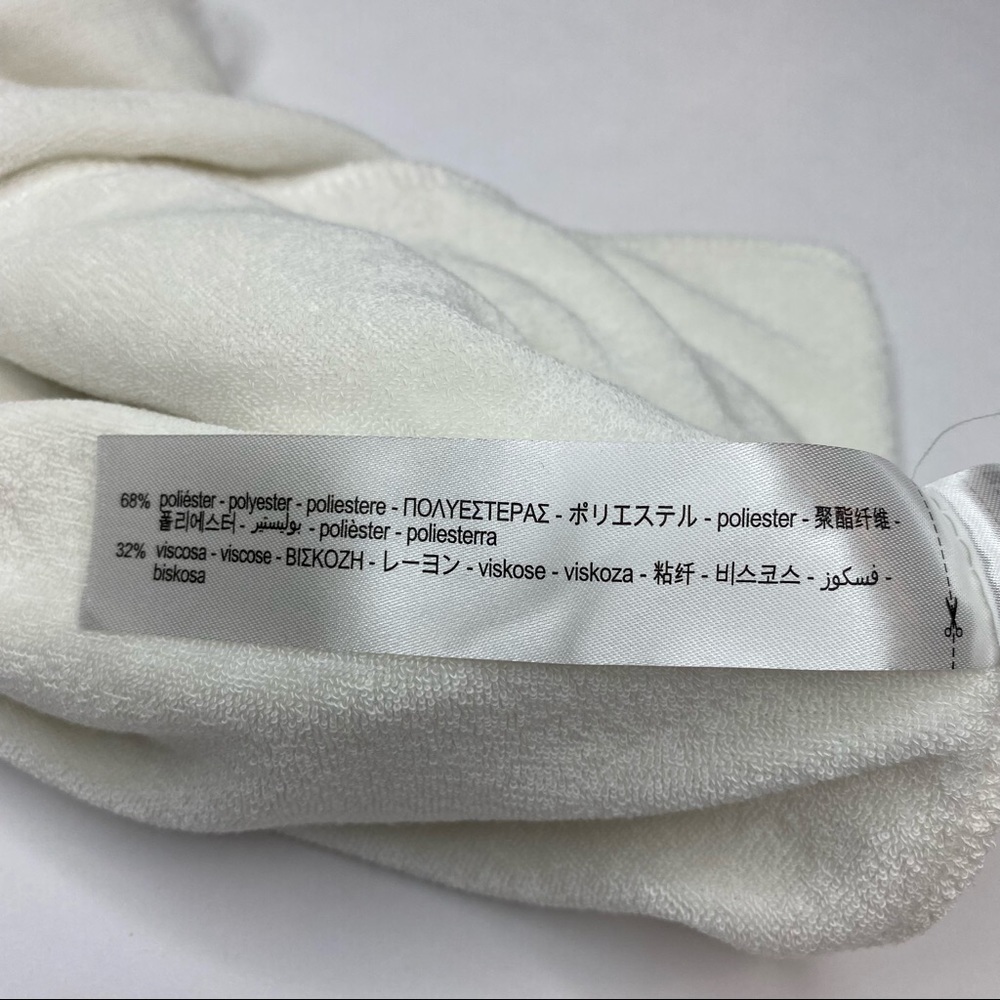 68% poliéster - polyester - poliestere - ΠΟΛΥΕΣΤΕΡΑΣ - ポリエステル - poliester - 聚酯纤维 -
폴리에스터 - بوليستير - polièster - poliesterra
32% viscosa - viscose - ΒΙΣΚΟΖΗ - レーヨン - viskose - viskoza - 粘纤 - 비스코스 - فسكوز -
biskosa